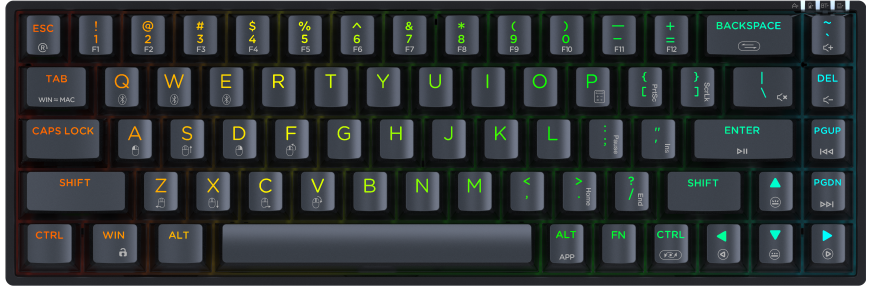 ESC ! 1 F1 @ 2 F2 # 3 F3 $ 4 F4 % 5 F5 ^ 6 F6 & 7 F7 * 8 F8 ( 9 F9 ) 0 F10 — – F11 + = F12 BACKSPACE ~ `
TAB WIN=MAC Q W E R T Y U I O P { [ PrtSc } ] ScrLk | \ DEL
CAPS LOCK A S D F G H J K L : ; Pause " ' Ins ENTER PGUP
SHIFT Z X C V B N M < , > . Home ? / End SHIFT PGDN
CTRL WIN ALT ALT APP FN CTRL